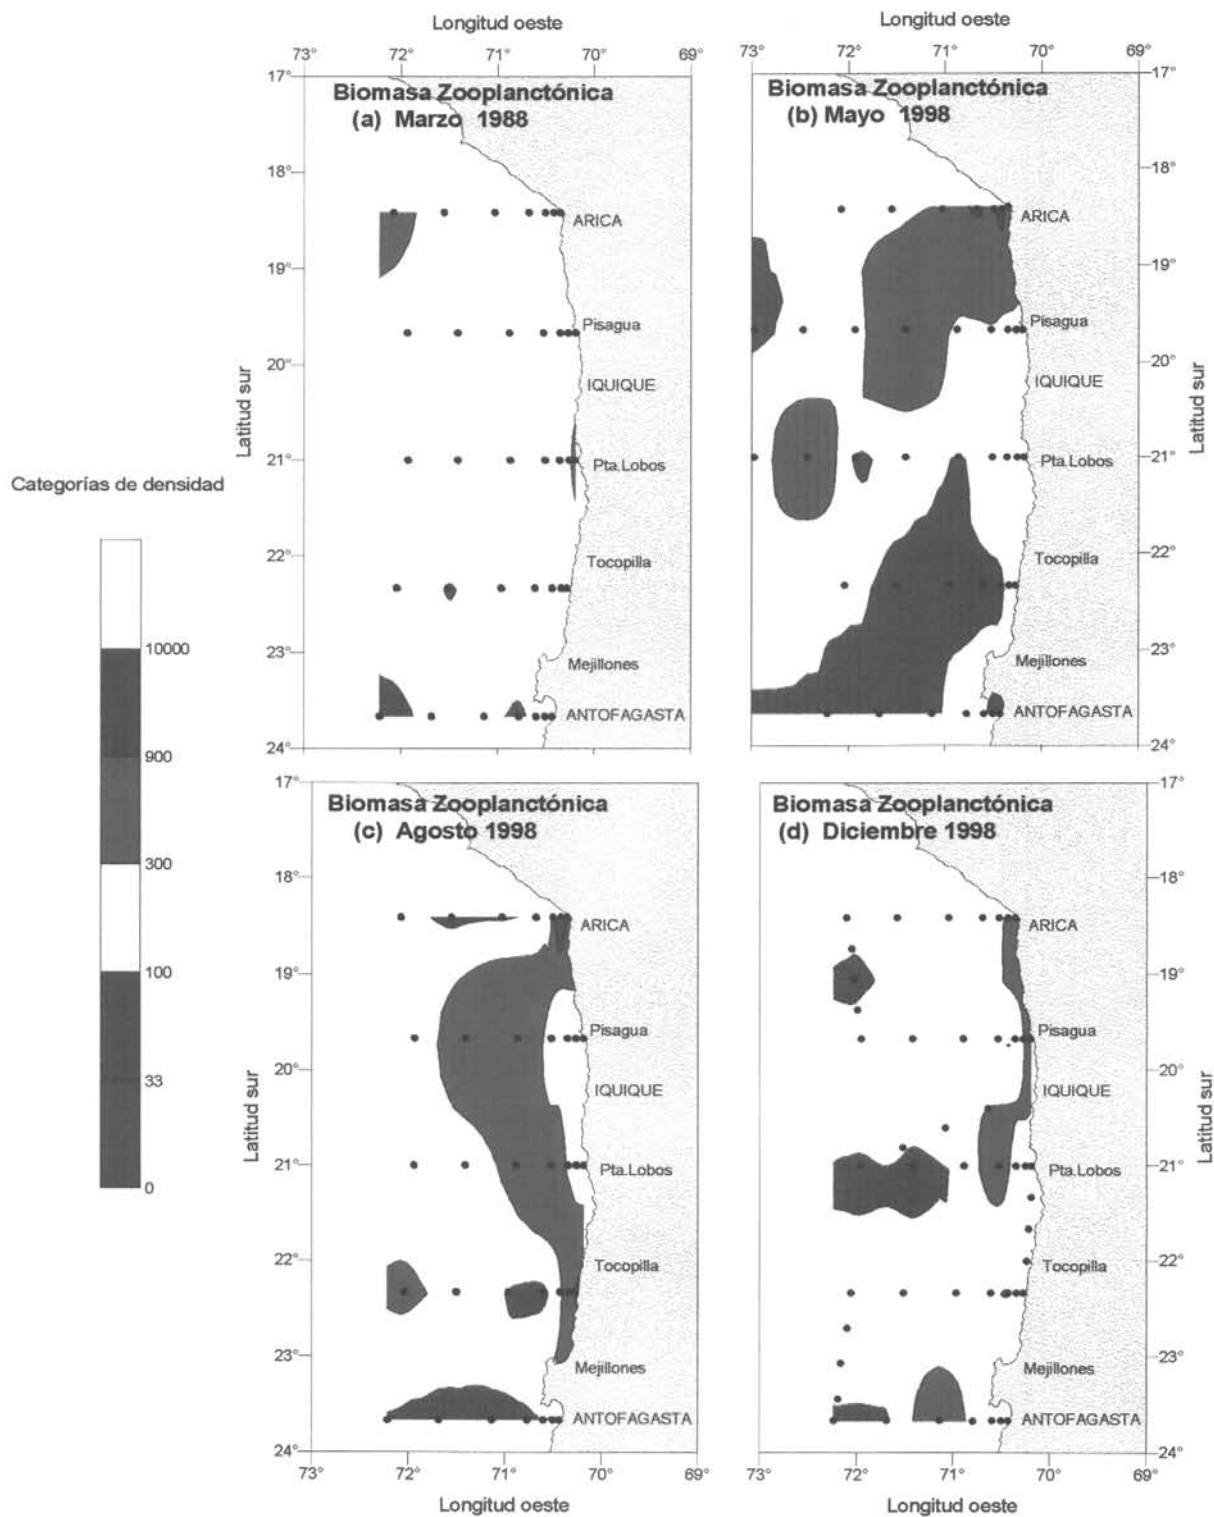 Longitud oeste
73° 72° 71° 70° 69°
17°
Biomasa Zooplanctónica
(a) Marzo 1988
18°
ARICA
19°
Pisagua
20°
IQUIQUE
Latitud sur
21°
Pta.Lobos
22°
Tocopilla
23°
Mejillones
ANTOFAGASTA
24°
Longitud oeste
73° 72° 71° 70° 69°
17°
Biomasa Zooplanctónica
(b) Mayo 1998
18°
ARICA
19°
Pisagua
20°
IQUIQUE
Latitud sur
21°
Pta.Lobos
22°
Tocopilla
23°
Mejillones
ANTOFAGASTA
24°
Categorías de densidad
10000
900
300
100
33
0
17°
Biomasa Zooplanctónica
(c) Agosto 1998
18°
ARICA
19°
Pisagua
20°
IQUIQUE
Latitud sur
21°
Pta.Lobos
22°
Tocopilla
23°
Mejillones
ANTOFAGASTA
24°
73° 72° 71° 70° 69°
Longitud oeste
17°
Biomasa Zooplanctónica
(d) Diciembre 1998
18°
ARICA
19°
Pisagua
20°
IQUIQUE
Latitud sur
21°
Pta.Lobos
22°
Tocopilla
23°
Mejillones
ANTOFAGASTA
24°
73° 72° 71° 70° 69°
Longitud oeste